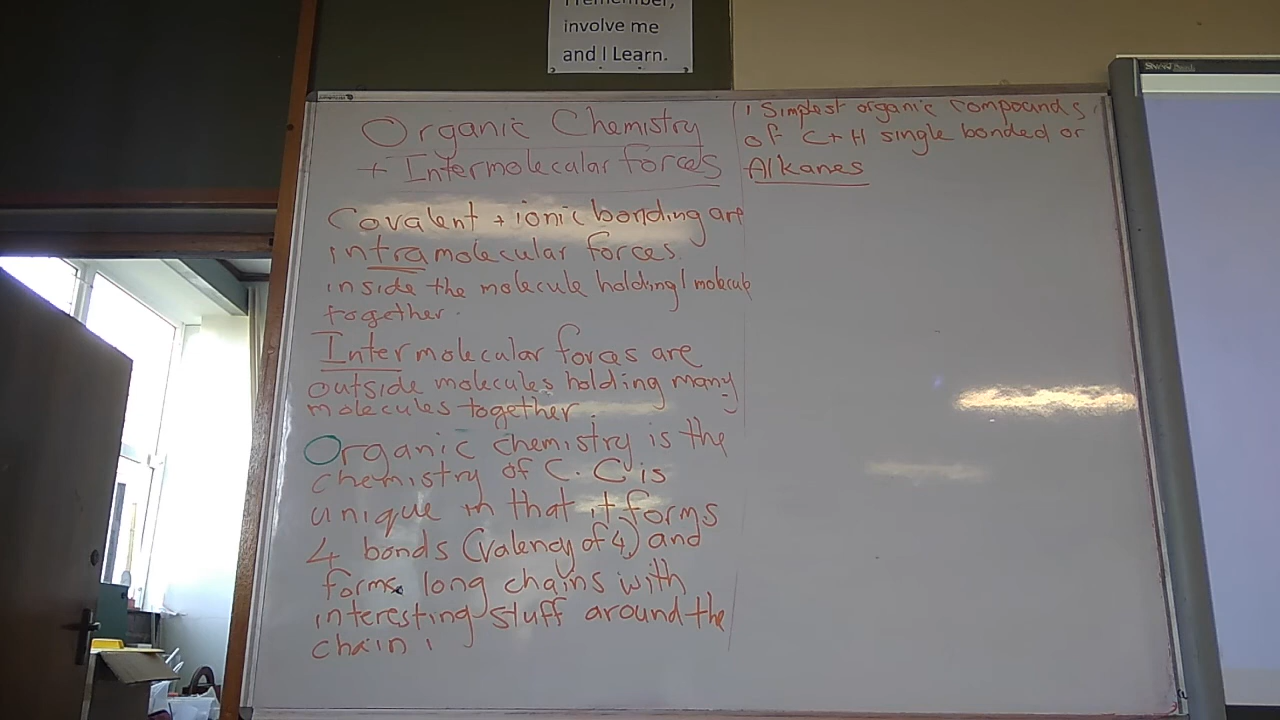 I remember,
involve me
and I Learn.
Organic Chemistry
+ Intermolecular forces
Covalent + ionic bonding are
intramolecular forces.
inside the molecule holding 1 molecule
together.
Intermolecular forces are
outside molecules holding many
molecules together.
Organic chemistry is the
chemistry of C. C is
unique in that it forms
4 bonds (valency of 4) and
forms long chains with
interesting stuff around the
chain.
Simplest organic compounds
of C + H single bonded or
Alkanes